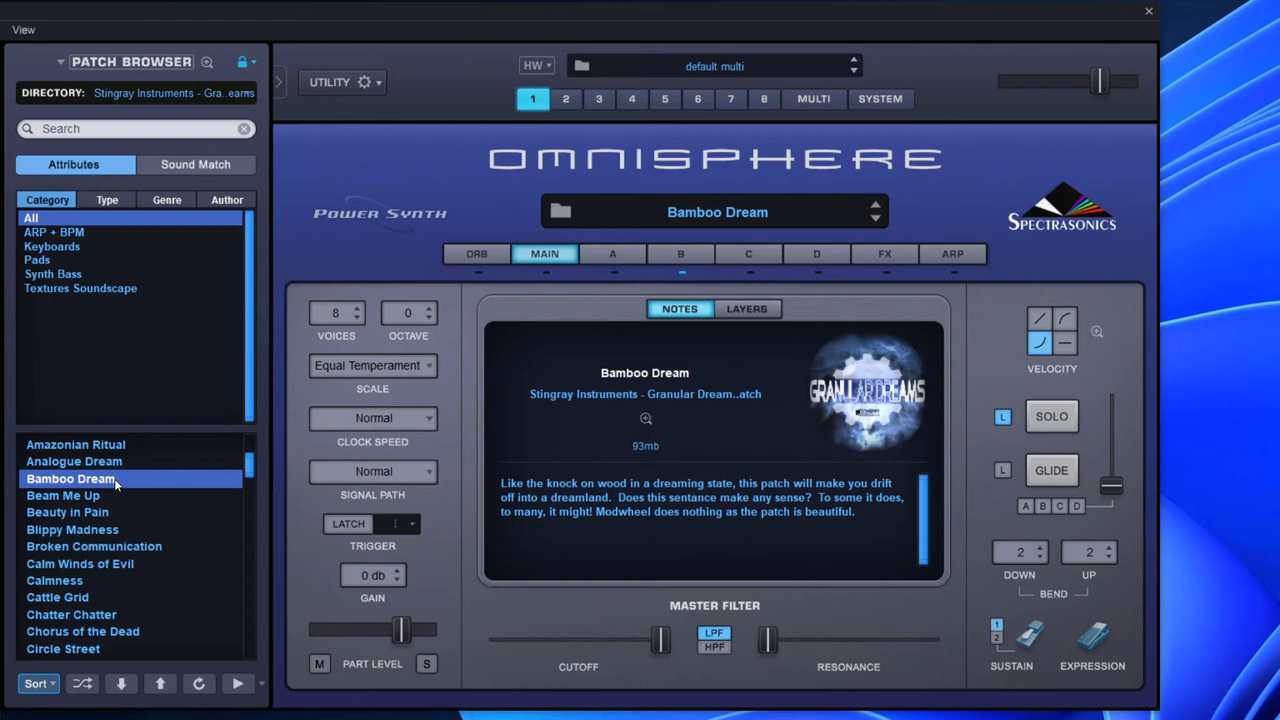 View
PATCH BROWSER
DIRECTORY: Stingray Instruments - Gra..eams
Search
Attributes
Sound Match
Category
Type
Genre
Author
All
ARP + BPM
Keyboards
Pads
Synth Bass
Textures Soundscape
Amazonian Ritual
Analogue Dream
Bamboo Dream
Beam Me Up
Beauty in Pain
Blippy Madness
Broken Communication
Calm Winds of Evil
Calmness
Cattle Grid
Chatter Chatter
Chorus of the Dead
Circle Street
Sort
UTILITY
HW
default multi
1
2
3
4
5
6
7
8
MULTI
SYSTEM
OMNISPHERE
POWER SYNTH
Bamboo Dream
SPECTRASONICS
ORB
MAIN
A
B
C
D
FX
ARP
8
0
VOICES
OCTAVE
Equal Temperament
SCALE
Normal
CLOCK SPEED
Normal
SIGNAL PATH
LATCH
TRIGGER
0 db
GAIN
M
PART LEVEL
S
NOTES
LAYERS
Bamboo Dream
Stingray Instruments - Granular Dream..atch
93mb
GRANULAR DREAMS
Like the knock on wood in a dreaming state, this patch will make you drift
off into a dreamland. Does this sentance make any sense? To some it does,
to many, it might! Modwheel does nothing as the patch is beautiful.
MASTER FILTER
LPF
HPF
CUTOFF
RESONANCE
VELOCITY
L
SOLO
L
GLIDE
A B C D
2
2
DOWN
UP
BEND
1
2
SUSTAIN
EXPRESSION